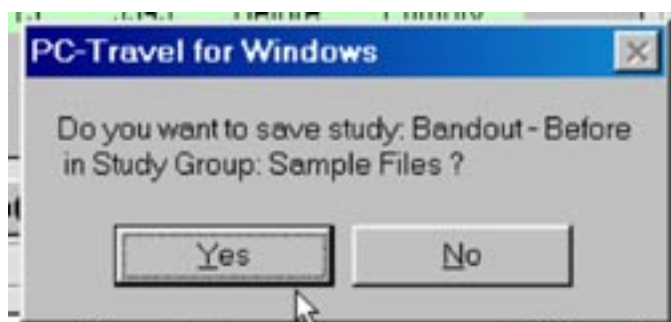 PC-Travel for Windows
Do you want to save study: Bandout - Before
in Study Group: Sample Files ?
Yes
No